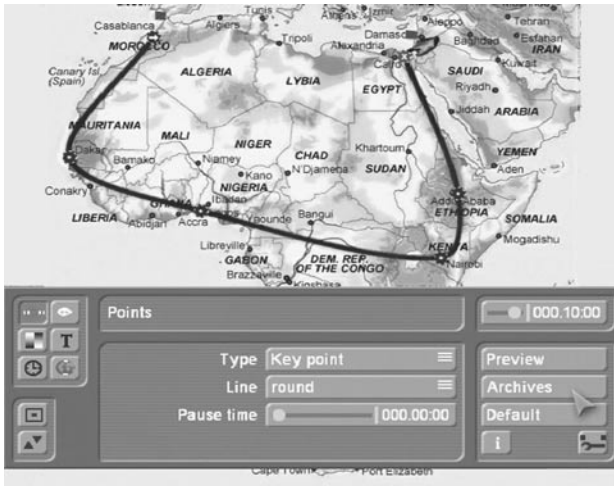 Casablanca
Algiers
Tunis
Athens
Izmir
Aleppo
Tehran
MOROCCO
Tripoli
Alexandria
Damasc
Baghdad
Esfahan
IRAN
Canary Isl.
(Spain)
Cairo
Kuwait
ALGERIA
LYBIA
EGYPT
SAUDI
Riyadh
ARABIA
Jiddah
MAURITANIA
MALI
NIGER
CHAD
SUDAN
Khartoum
YEMEN
Aden
Dakar
Bamako
Niamey
Kano
N'Djamena
Conakry
NIGERIA
Ibadan
GHANA
Addis Ababa
ETHIOPIA
SOMALIA
LIBERIA
Abidjan
Accra
Yaounde
Bangui
Mogadishu
Libreville
GABON
DEM. REP.
OF THE CONGO
KENYA
Nairobi
Brazzaville
Kinshasa
Points
000.10:00
T
Type Key point
Line round
Pause time 000.00:00
Preview
Archives
Default
i
Cape Town
Port Elizabeth